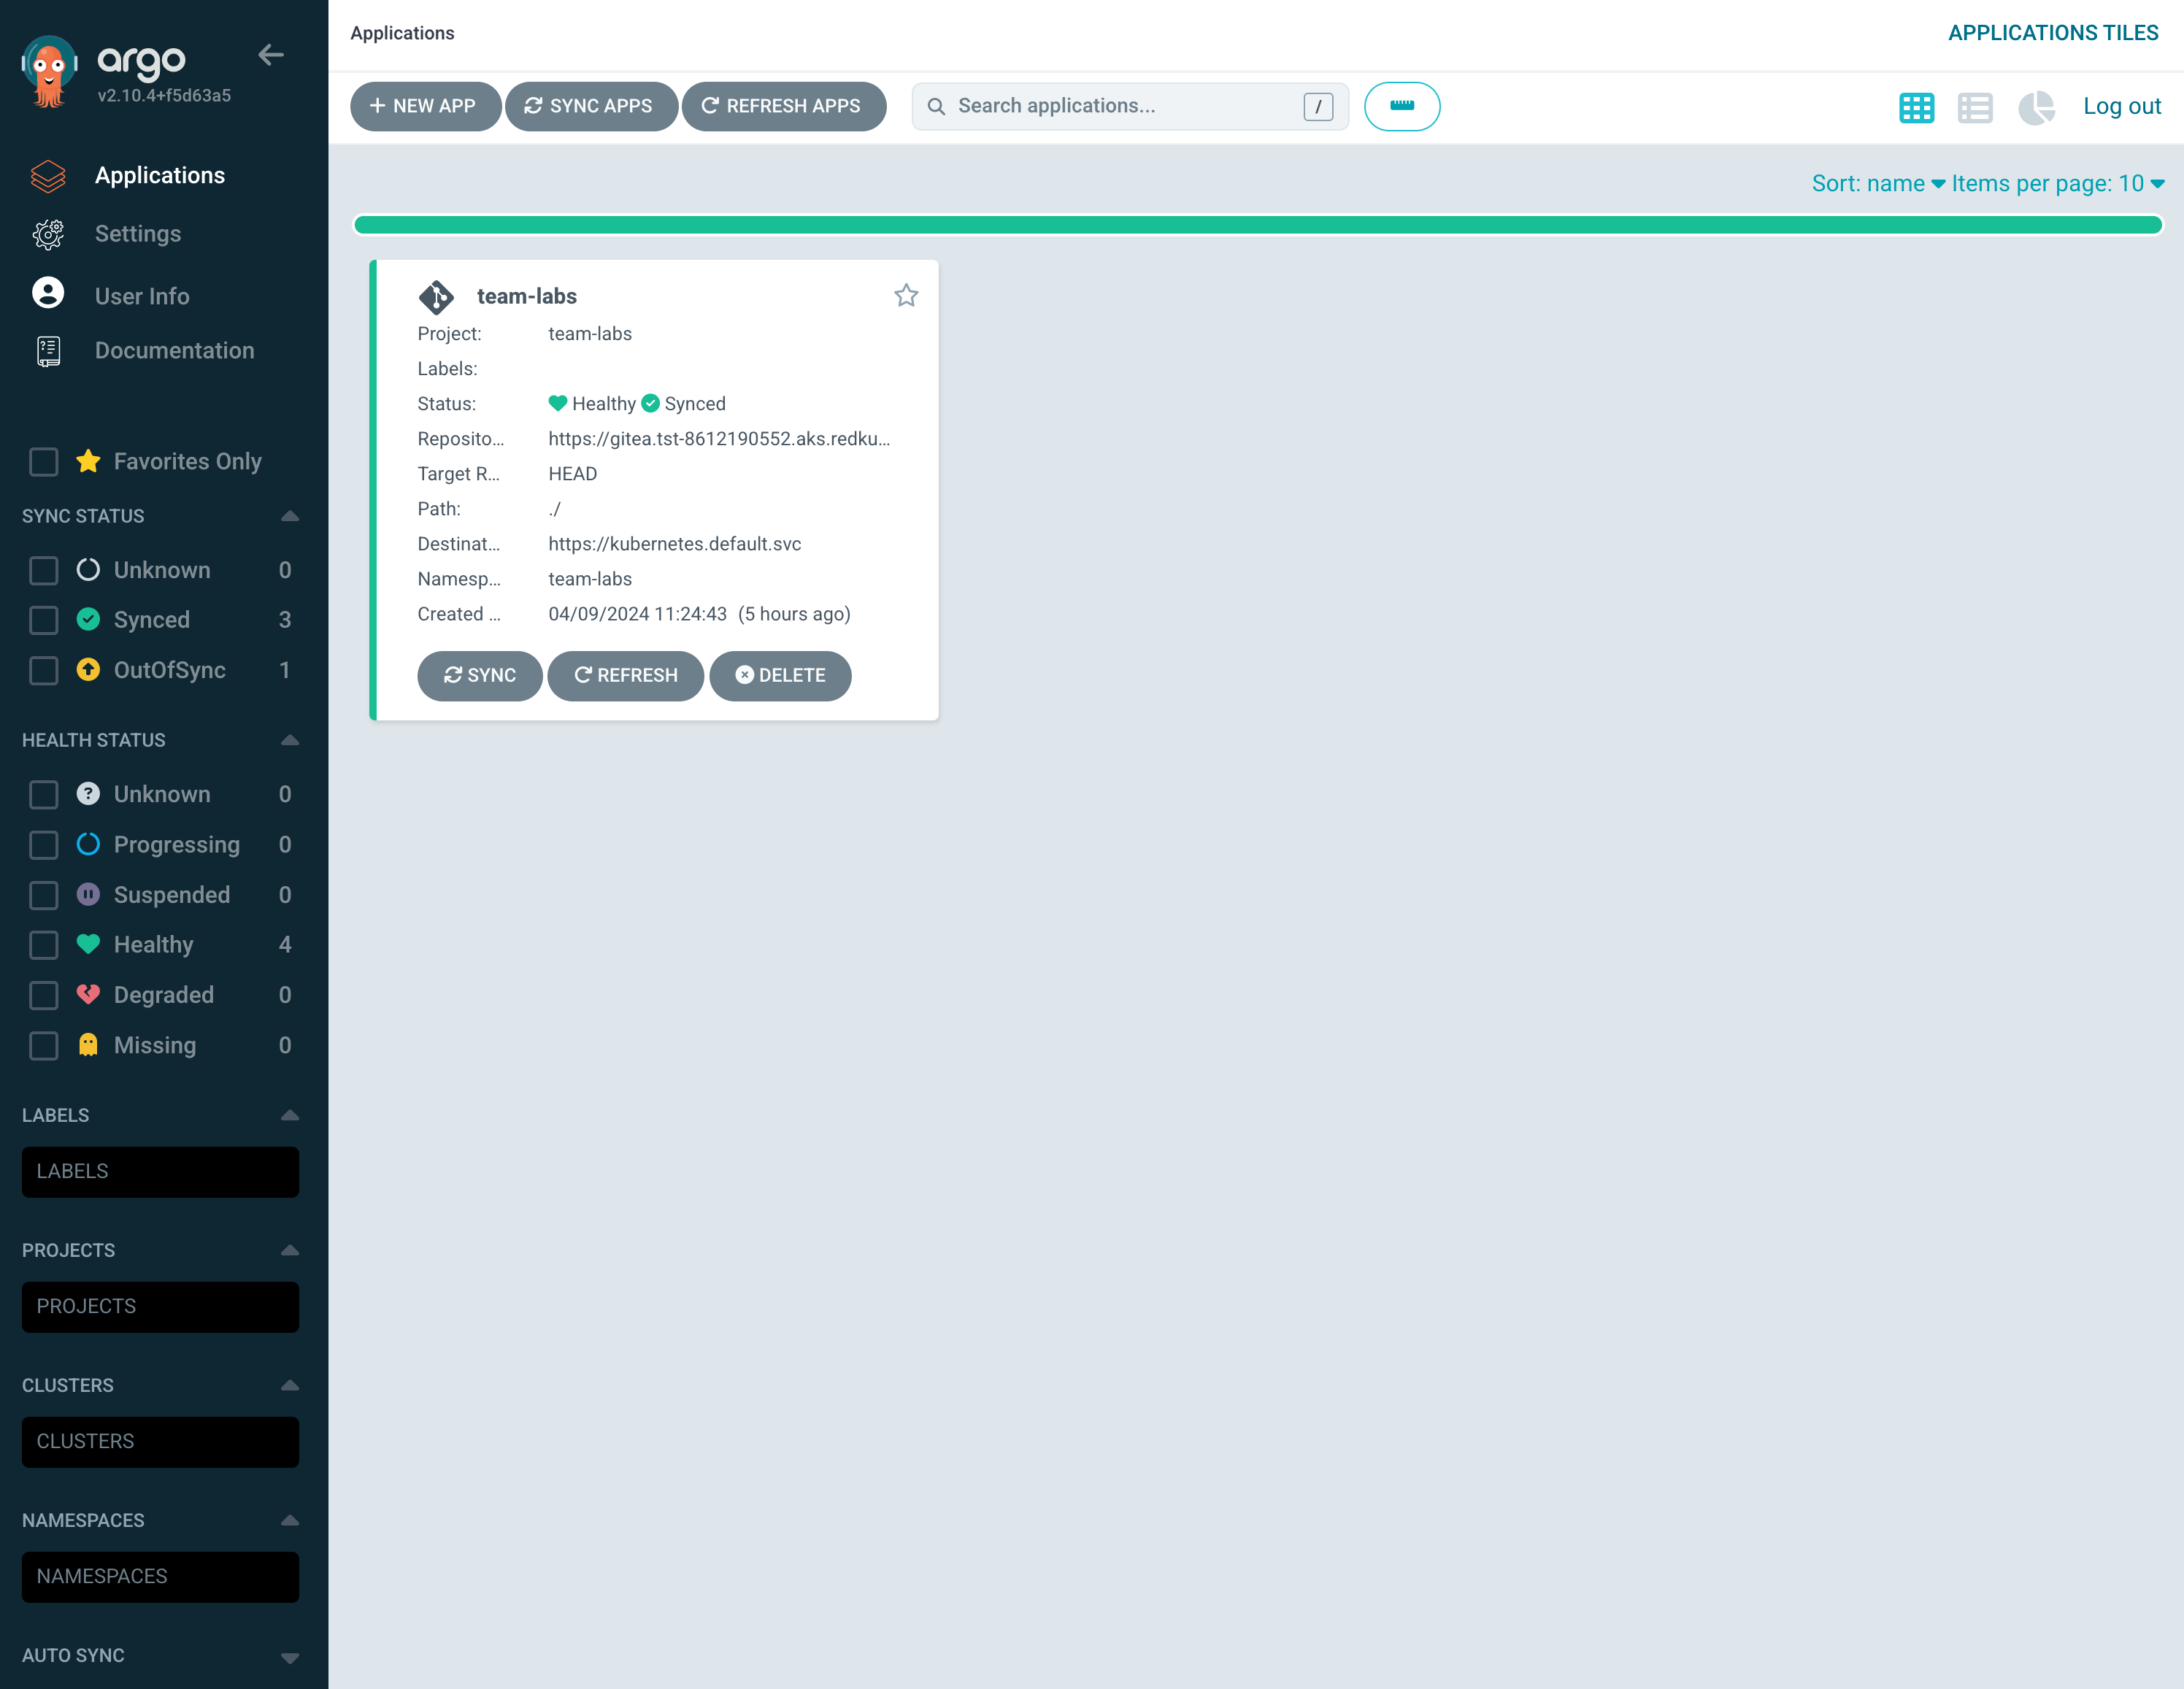 argo
v2.10.4+f5d63a5
Applications
Settings
User Info
Documentation
Favorites Only
SYNC STATUS
Unknown 0
Synced 3
OutOfSync 1
HEALTH STATUS
Unknown 0
Progressing 0
Suspended 0
Healthy 4
Degraded 0
Missing 0
LABELS
LABELS
PROJECTS
PROJECTS
CLUSTERS
CLUSTERS
NAMESPACES
NAMESPACES
AUTO SYNC
Applications APPLICATIONS TILES
+ NEW APP SYNC APPS REFRESH APPS Search applications... / Log out
Sort: name Items per page: 10
team-labs
Project: team-labs
Labels:
Status: Healthy Synced
Reposito... https://gitea.tst-8612190552.aks.redku...
Target R... HEAD
Path: ./
Destinat... https://kubernetes.default.svc
Namesp... team-labs
Created ... 04/09/2024 11:24:43 (5 hours ago)
SYNC REFRESH DELETE